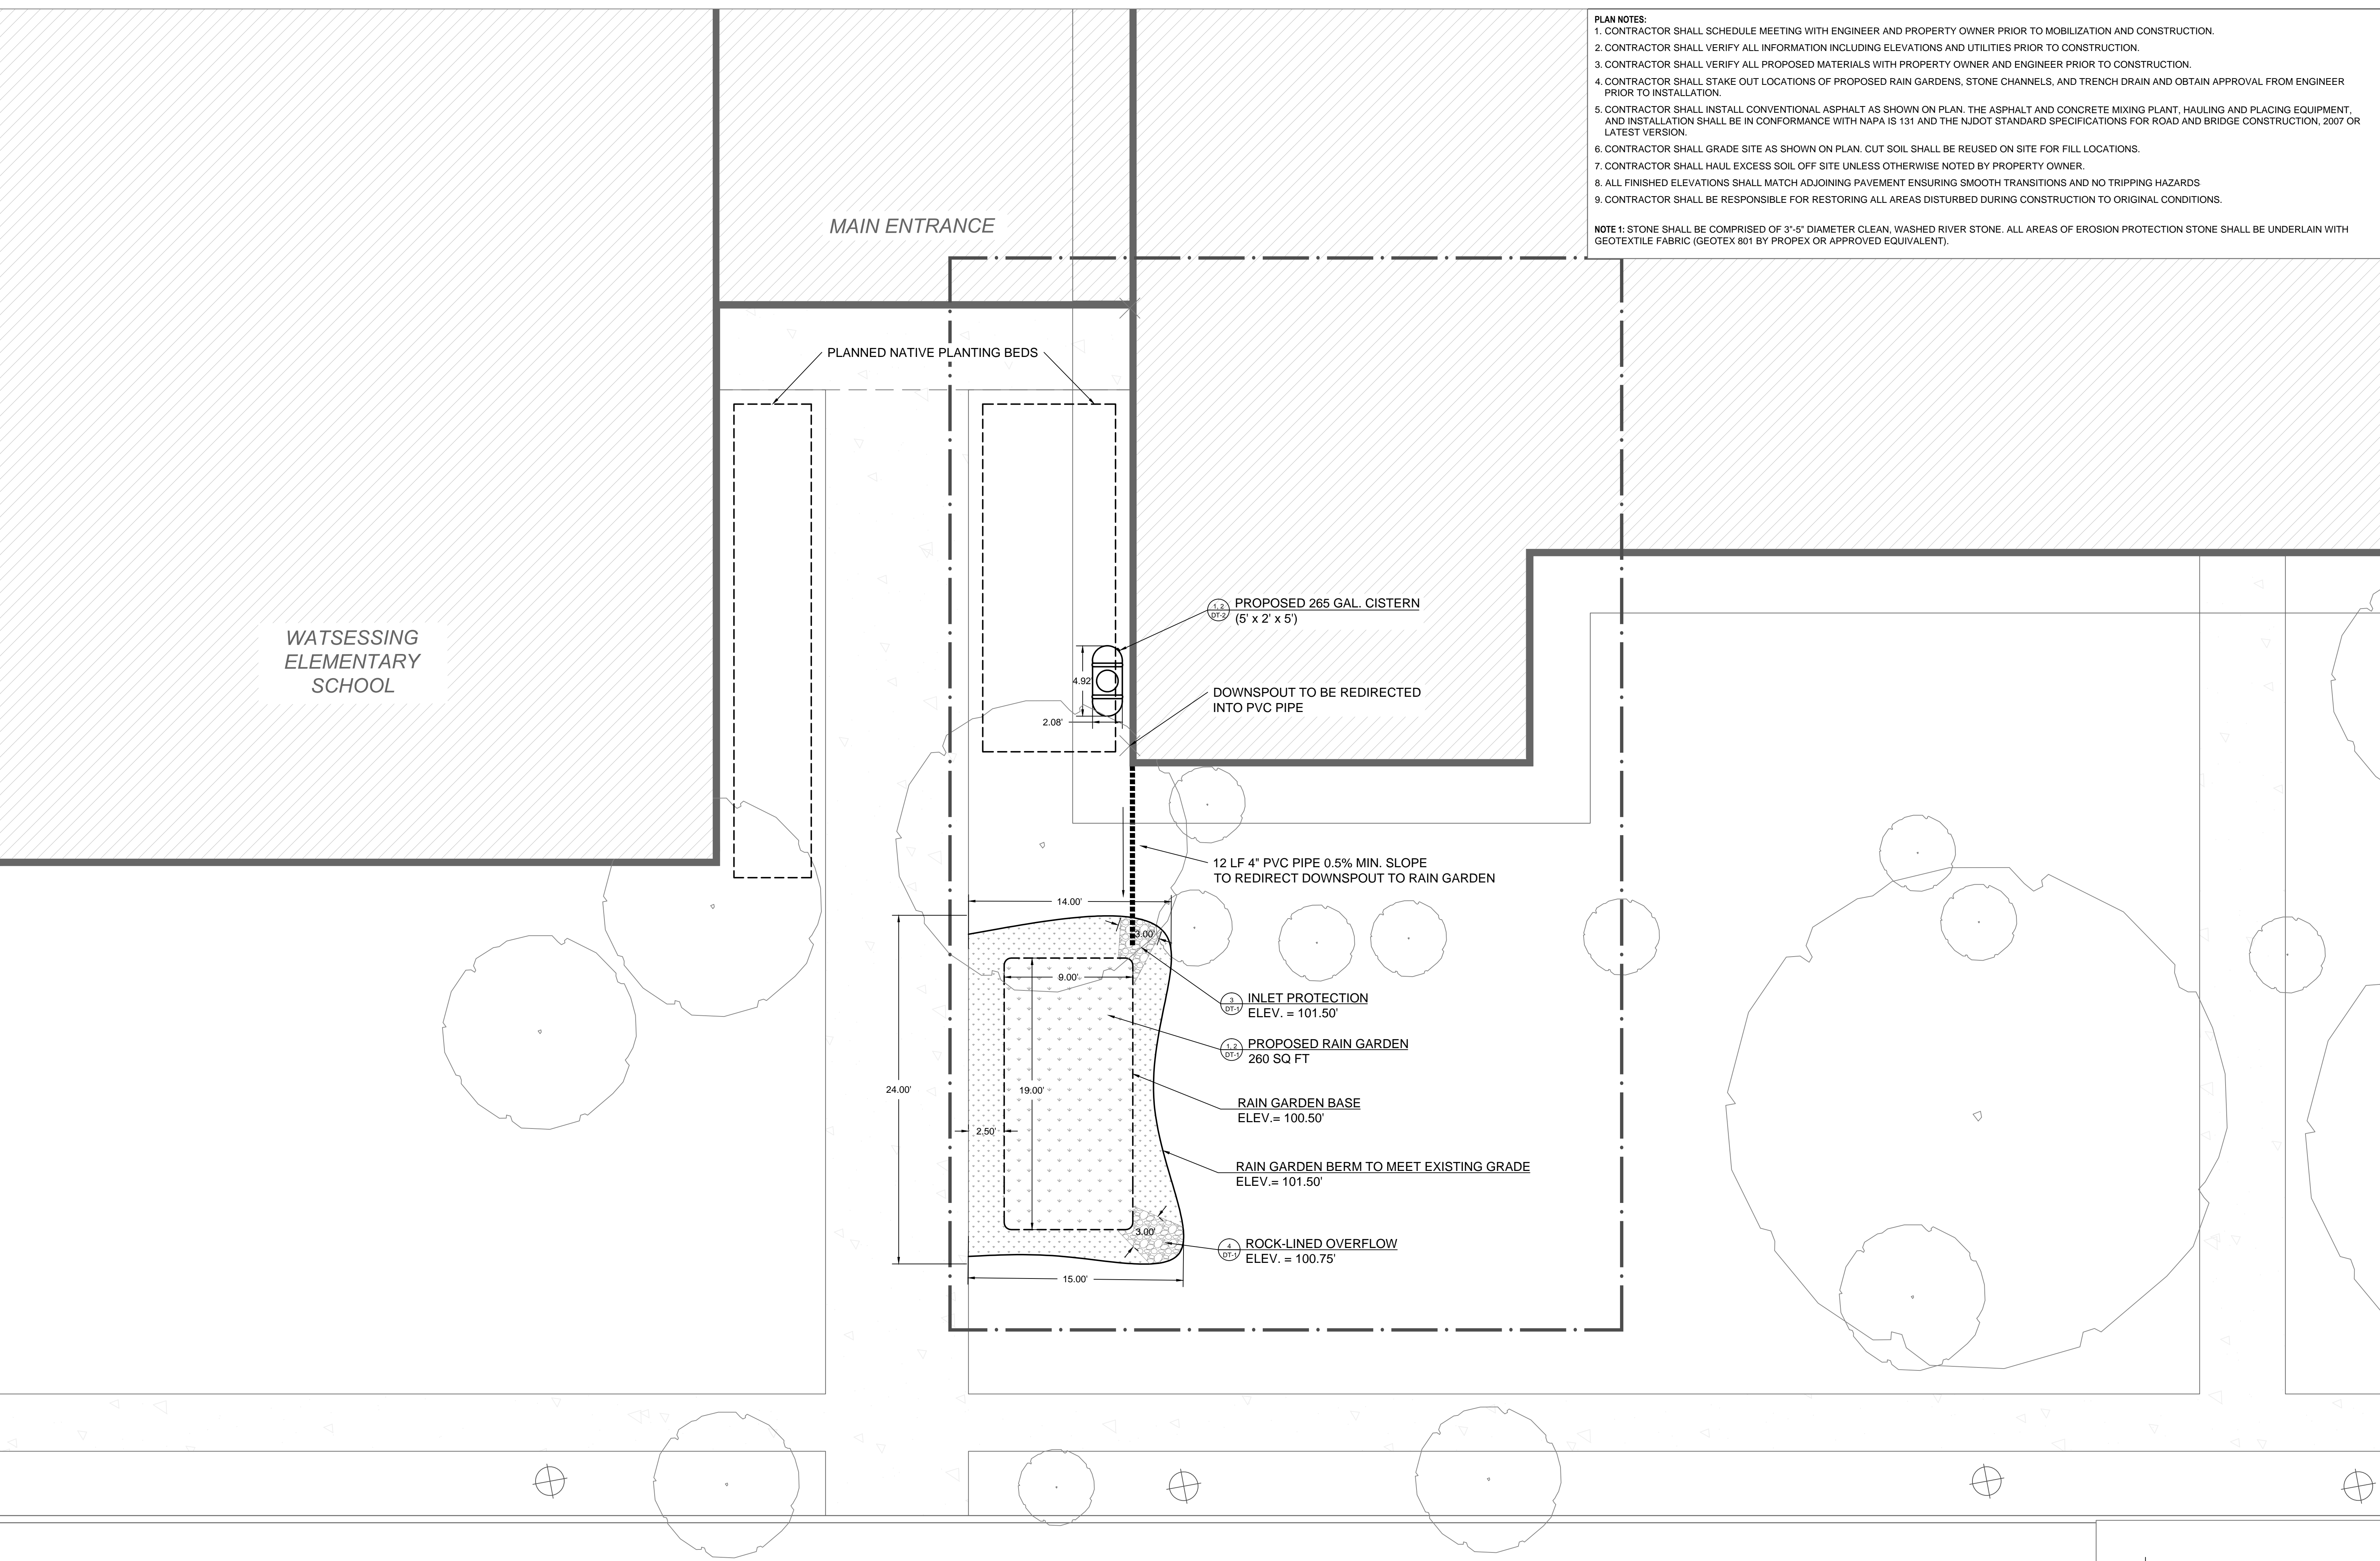 PLAN NOTES:
1. CONTRACTOR SHALL SCHEDULE MEETING WITH ENGINEER AND PROPERTY OWNER PRIOR TO MOBILIZATION AND CONSTRUCTION.
2. CONTRACTOR SHALL VERIFY ALL INFORMATION INCLUDING ELEVATIONS AND UTILITIES PRIOR TO CONSTRUCTION.
3. CONTRACTOR SHALL VERIFY ALL PROPOSED MATERIALS WITH PROPERTY OWNER AND ENGINEER PRIOR TO CONSTRUCTION.
4. CONTRACTOR SHALL STAKE OUT LOCATIONS OF PROPOSED RAIN GARDENS, STONE CHANNELS, AND TRENCH DRAIN AND OBTAIN APPROVAL FROM ENGINEER
PRIOR TO INSTALLATION.
5. CONTRACTOR SHALL INSTALL CONVENTIONAL ASPHALT AS SHOWN ON PLAN. THE ASPHALT AND CONCRETE MIXING PLANT, HAULING AND PLACING EQUIPMENT,
AND INSTALLATION SHALL BE IN CONFORMANCE WITH NAPA IS 131 AND THE NJDOT STANDARD SPECIFICATIONS FOR ROAD AND BRIDGE CONSTRUCTION, 2007 OR
LATEST VERSION.
6. CONTRACTOR SHALL GRADE SITE AS SHOWN ON PLAN. CUT SOIL SHALL BE REUSED ON SITE FOR FILL LOCATIONS.
7. CONTRACTOR SHALL HAUL EXCESS SOIL OFF SITE UNLESS OTHERWISE NOTED BY PROPERTY OWNER.
8. ALL FINISHED ELEVATIONS SHALL MATCH ADJOINING PAVEMENT ENSURING SMOOTH TRANSITIONS AND NO TRIPPING HAZARDS
9. CONTRACTOR SHALL BE RESPONSIBLE FOR RESTORING ALL AREAS DISTURBED DURING CONSTRUCTION TO ORIGINAL CONDITIONS.
NOTE 1: STONE SHALL BE COMPRISED OF 3"-5" DIAMETER CLEAN, WASHED RIVER STONE. ALL AREAS OF EROSION PROTECTION STONE SHALL BE UNDERLAIN WITH
GEOTEXTILE FABRIC (GEOTEX 801 BY PROPEX OR APPROVED EQUIVALENT).
MAIN ENTRANCE
PLANNED NATIVE PLANTING BEDS
WATSESSING
ELEMENTARY
SCHOOL
1, 2
DT-2
PROPOSED 265 GAL. CISTERN
(5' x 2' x 5')
4.92'
2.08'
DOWNSPOUT TO BE REDIRECTED
INTO PVC PIPE
12 LF 4" PVC PIPE 0.5% MIN. SLOPE
TO REDIRECT DOWNSPOUT TO RAIN GARDEN
14.00'
3.00'
9.00'
3
DT-1
INLET PROTECTION
ELEV. = 101.50'
1, 2
DT-1
PROPOSED RAIN GARDEN
260 SQ FT
24.00'
19.00'
RAIN GARDEN BASE
ELEV.= 100.50'
2.50'
RAIN GARDEN BERM TO MEET EXISTING GRADE
ELEV.= 101.50'
3.00'
4
DT-1
ROCK-LINED OVERFLOW
ELEV. = 100.75'
15.00'